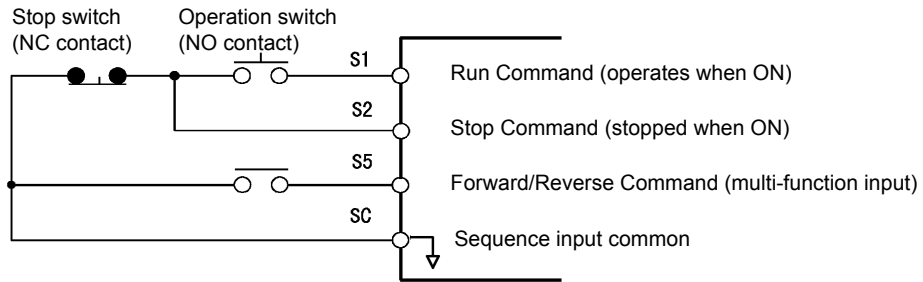 Stop switch
(NC contact)
Operation switch
(NO contact)
S1
Run Command (operates when ON)
S2
Stop Command (stopped when ON)
S5
Forward/Reverse Command (multi-function input)
SC
Sequence input common